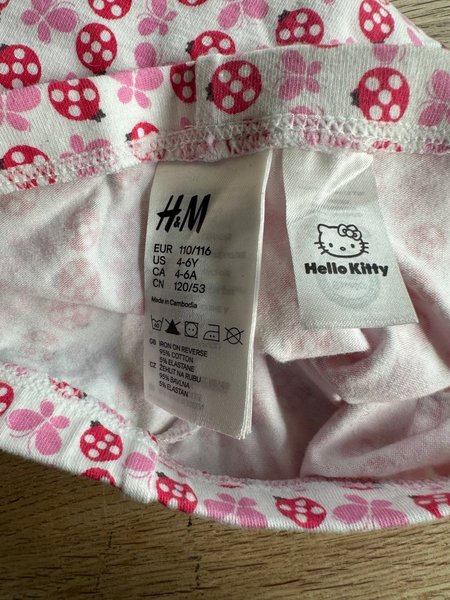 H&M
EUR 110/116
US 4-6Y
CA 4-6A
CN 120/53
Made in Cambodia
GB IRON ON REVERSE
95% COTTON
5% ELASTANE
CZ ŽEHLIT NA RUBU
95% BAVLNA
5% ELASTAN
Hello Kitty